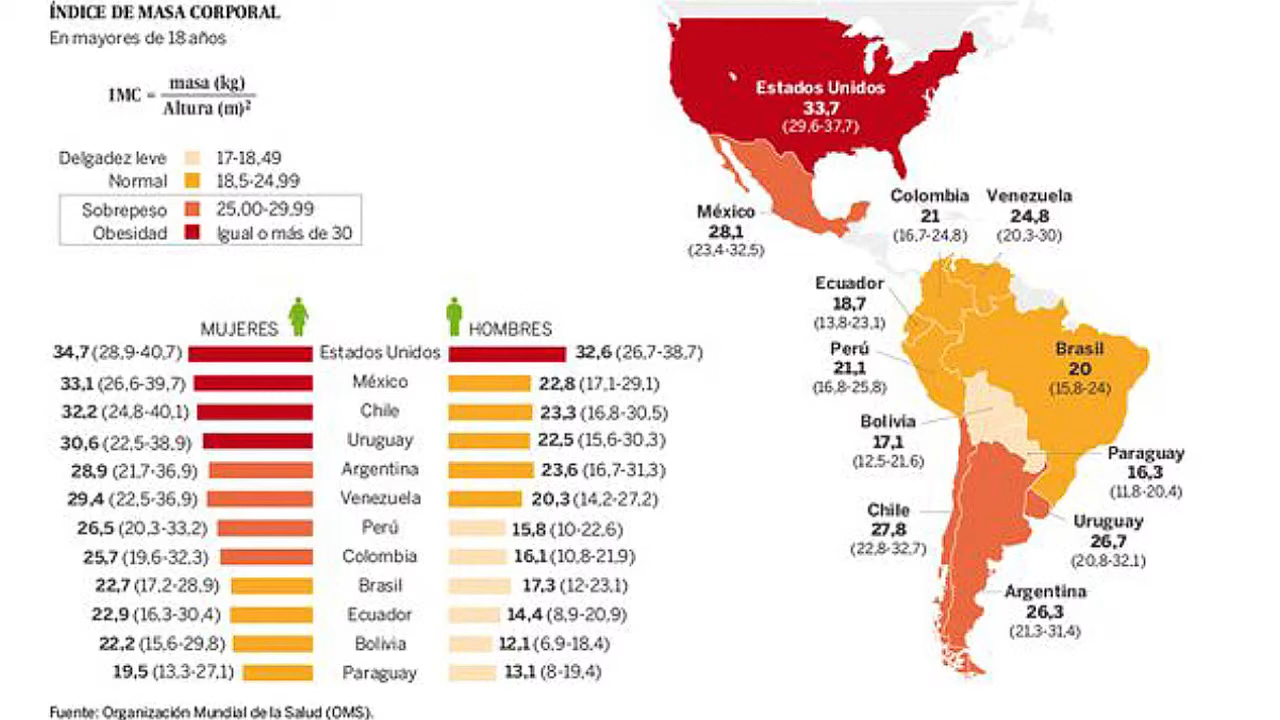 ÍNDICE DE MASA CORPORAL
En mayores de 18 años
IMC = masa (kg)
Altura (m)²
Delgadez leve 17-18,49
Normal 18,5-24,99
Sobrepeso 25,00-29,99
Obesidad Igual o más de 30
MUJERES HOMBRES
34,7 (28,9-40,7) Estados Unidos 32,6 (26,7-38,7)
33,1 (26,6-39,7) México 22,8 (17,1-29,1)
32,2 (24,8-40,1) Chile 23,3 (16,8-30,5)
30,6 (22,5-38,9) Uruguay 22,5 (15,6-30,3)
28,9 (21,7-36,9) Argentina 23,6 (16,7-31,3)
29,4 (22,5-36,9) Venezuela 20,3 (14,2-27,2)
26,5 (20,3-33,2) Perú 15,8 (10-22,6)
25,7 (19,6-32,3) Colombia 16,1 (10,8-21,9)
22,7 (17,2-28,9) Brasil 17,3 (12-23,1)
22,9 (16,3-30,4) Ecuador 14,4 (8,9-20,9)
22,2 (15,6-29,8) Bolivia 12,1 (6,9-18,4)
19,5 (13,3-27,1) Paraguay 13,1 (8-19,4)
Fuente: Organización Mundial de la Salud (OMS).
Estados Unidos
33,7
(29,6-37,7)
México
28,1
(23,4-32,5)
Colombia
21
(16,7-24,8)
Venezuela
24,8
(20,3-30)
Ecuador
18,7
(13,8-23,1)
Perú
21,1
(16,8-25,8)
Brasil
20
(15,8-24)
Bolivia
17,1
(12,5-21,6)
Paraguay
16,3
(11,8-20,4)
Chile
27,8
(22,8-32,7)
Uruguay
26,7
(20,8-32,1)
Argentina
26,3
(21,3-31,4)